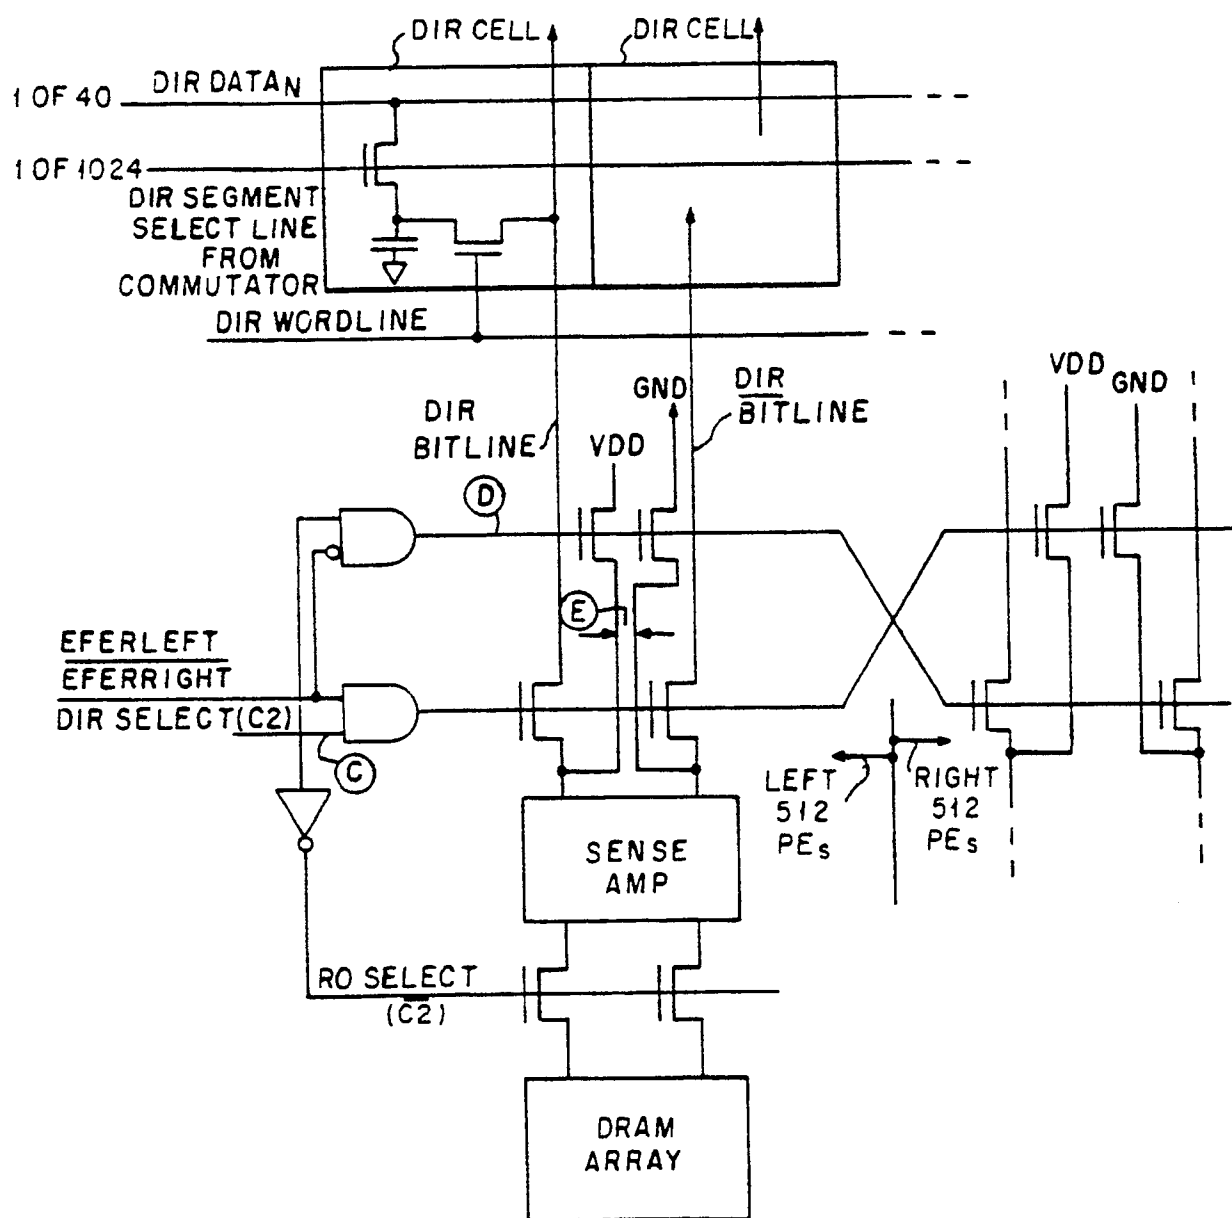 DIR CELL
DIR CELL
DIR DATAN
1 OF 40
1 OF 1024
DIR SEGMENT
SELECT LINE
FROM
COMMUTATOR
DIR WORDLINE
DIR
BITLINE
VDD
GND
DIR
BITLINE
VDD
GND
D
E
EFERLEFT
EFERRIGHT
DIR SELECT(C2)
C
LEFT
512
PEs
RIGHT
512
PEs
SENSE
AMP
RO SELECT
(C2)
DRAM
ARRAY